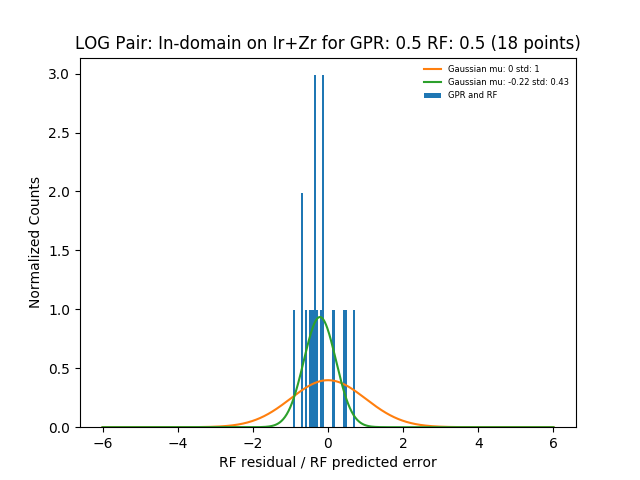 LOG Pair: In-domain on Ir+Zr for GPR: 0.5 RF: 0.5 (18 points)
Gaussian mu: 0 std: 1
Gaussian mu: -0.22 std: 0.43
GPR and RF
Normalized Counts
3.0
2.5
2.0
1.5
1.0
0.5
0.0
−6 −4 −2 0 2 4 6
RF residual / RF predicted error